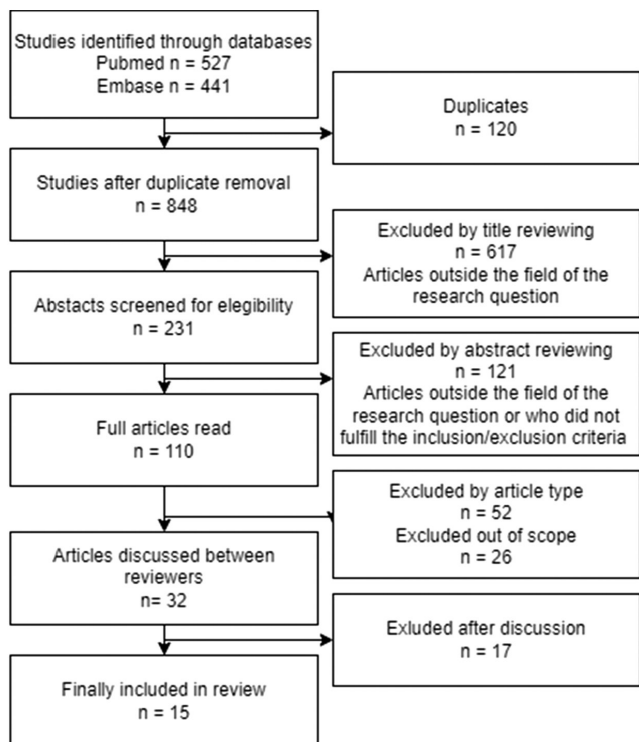 Studies identified through databases
Pubmed n = 527
Embase n = 441
Duplicates
n = 120
Studies after duplicate removal
n = 848
Excluded by title reviewing
n = 617
Articles outside the field of the
research question
Abstacts screened for elegibility
n = 231
Excluded by abstract reviewing
n = 121
Articles outside the field of the
research question or who did not
fulfill the inclusion/exclusion criteria
Full articles read
n = 110
Excluded by article type
n = 52
Excluded out of scope
n = 26
Articles discussed between
reviewers
n= 32
Exluded after discussion
n = 17
Finally included in review
n = 15